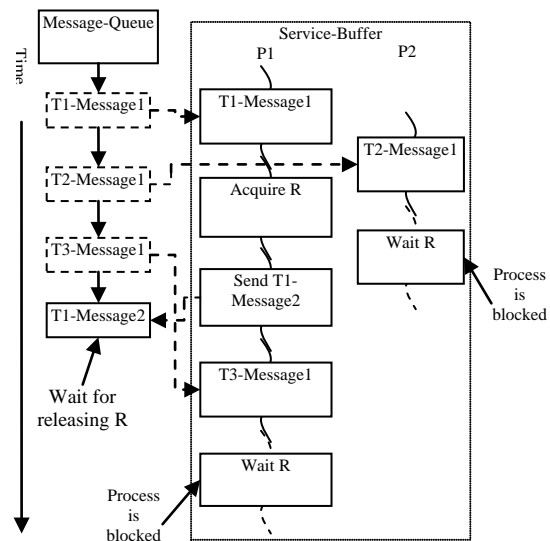 Message-Queue
Time
T1-Message1
T2-Message1
T3-Message1
T1-Message2
Wait for
releasing R
Service-Buffer
P1
P2
T1-Message1
Acquire R
Send T1-
Message2
T3-Message1
Wait R
Process
is
blocked
T2-Message1
Wait R
Process
is
blocked